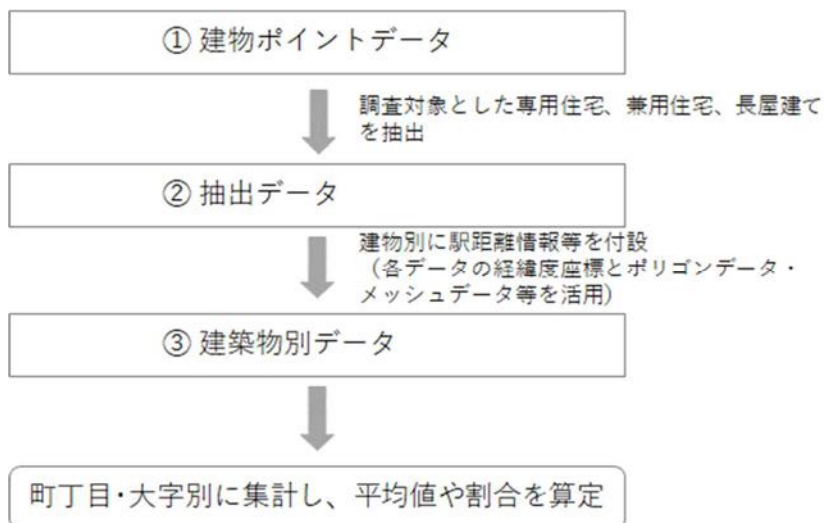 ① 建物ポイントデータ
調査対象とした専用住宅、兼用住宅、長屋建て
を抽出
② 抽出データ
建物別に駅距離情報等を付設
（各データの経緯度座標とポリゴンデータ・
メッシュデータ等を活用)
③ 建築物別データ
町丁目･大字別に集計し、平均値や割合を算定